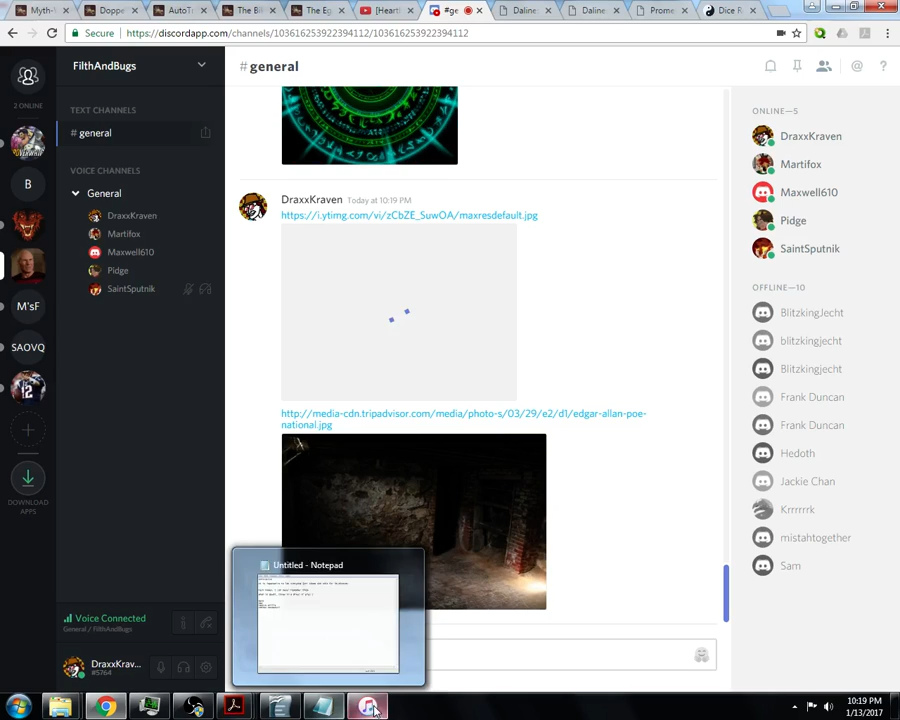 Myth-V
Doppe
AutoTr
The Bl
The Eg
[Heartl
#ge
Daline
Daline
Prome
Dice R
Secure
https://discordapp.com/channels/103616253922394112/103616253922394112
FilthAndBugs
#general
2 ONLINE
TEXT CHANNELS
# general
VOICE CHANNELS
General
DraxxKraven
Martifox
Maxwell610
Pidge
SaintSputnik
B
M'sF
SAOVQ
12
DOWNLOAD
APPS
DraxxKraven Today at 10:19 PM
https://i.ytimg.com/vi/zCbZE_SuwOA/maxresdefault.jpg
http://media-cdn.tripadvisor.com/media/photo-s/03/29/e2/d1/edgar-allan-poe-
national.jpg
ONLINE—5
DraxxKraven
Martifox
Maxwell610
Pidge
SaintSputnik
OFFLINE—10
BlitzkingJecht
blitzkingjecht
Blitzkingjecht
Frank Duncan
Frank Duncan
Hedoth
Jackie Chan
Krrrrrrk
mistahtogether
Sam
Untitled - Notepad
Voice Connected
General / FilthAndBugs
DraxxKrav...
#5764
10:19 PM
1/13/2017